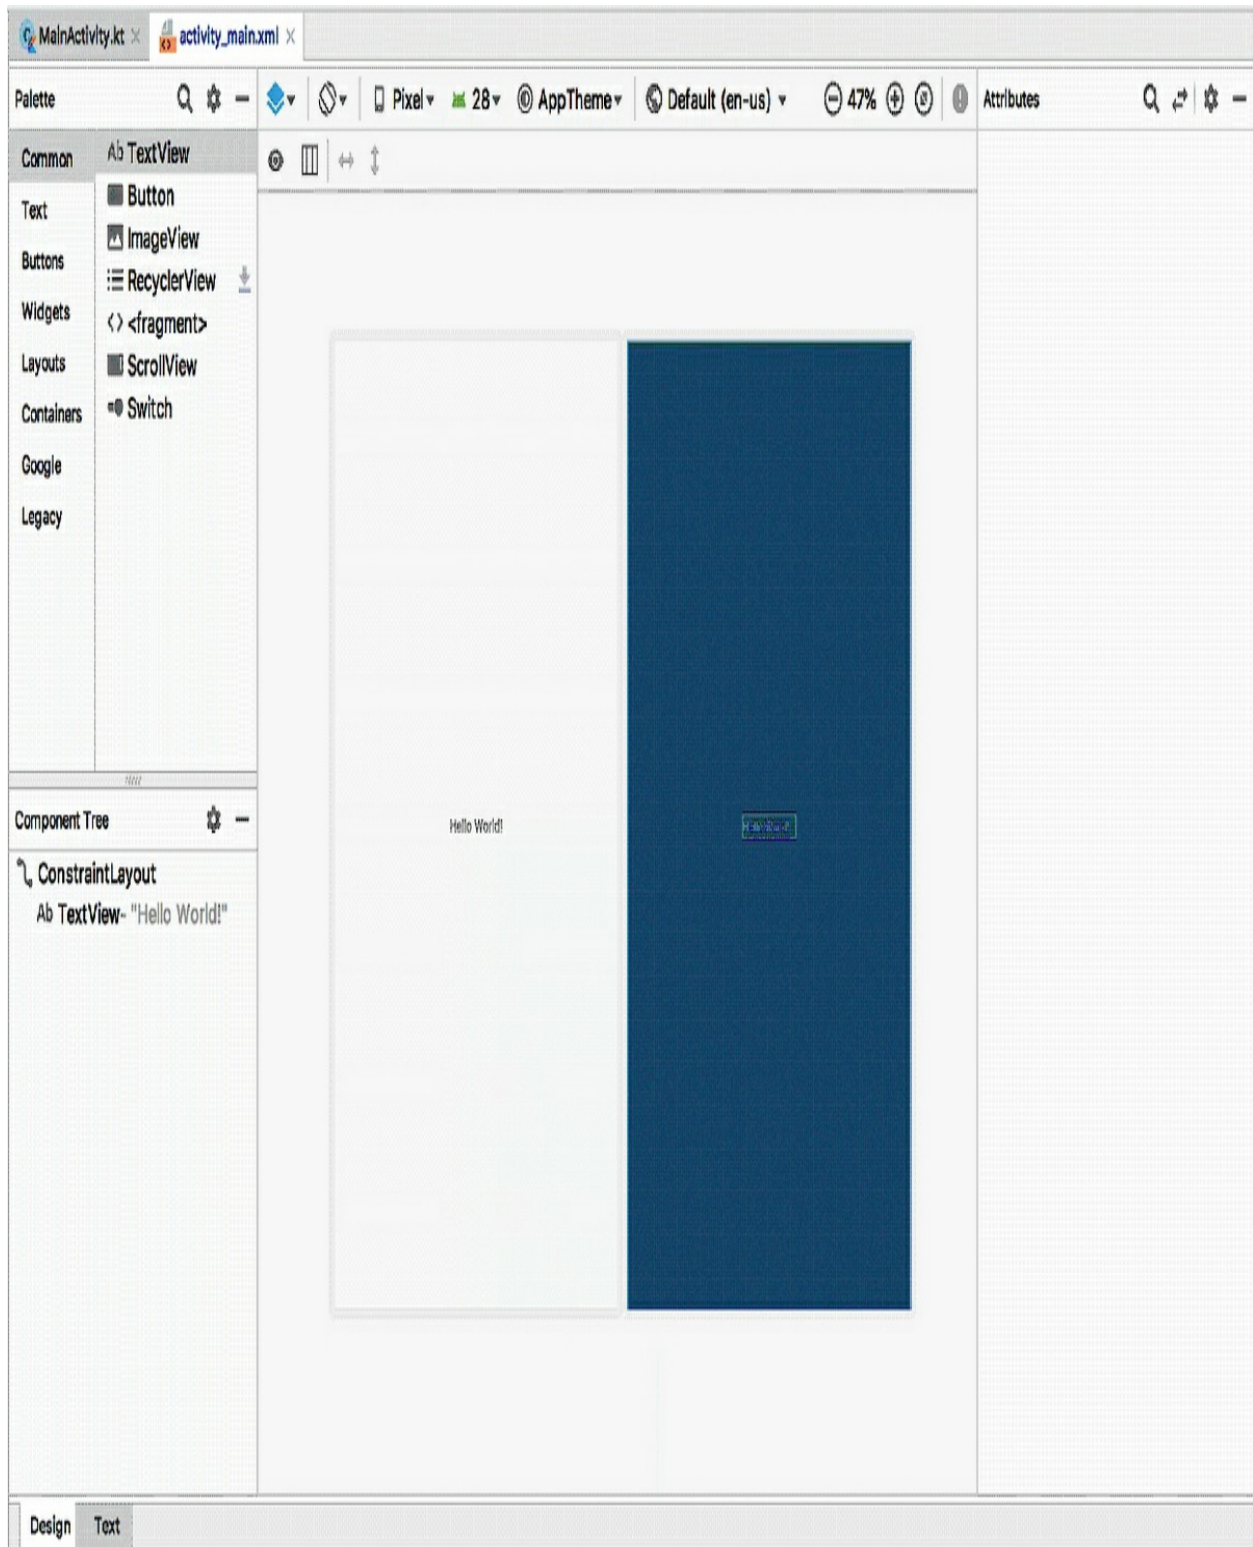 MainActivity.kt
activity_main.xml
Palette
Pixel
28
AppTheme
Default (en-us)
47%
Attributes
Common
Text
Buttons
Widgets
Layouts
Containers
Google
Legacy
Ab TextView
Button
ImageView
RecyclerView
<fragment>
ScrollView
Switch
Component Tree
ConstraintLayout
Ab TextView- "Hello World!"
Hello World!
Design
Text